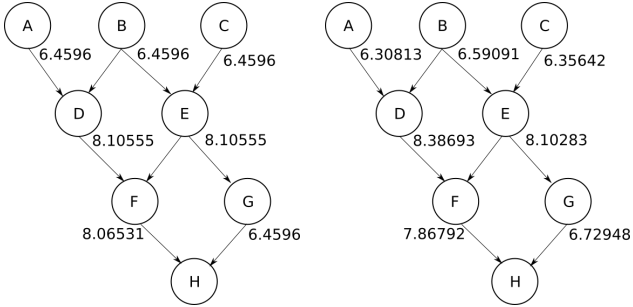 A B C A B C
6.4596 6.4596 6.4596 6.30813 6.59091 6.35642
D E D E
8.10555 8.10555 8.38693 8.10283
F G F G
8.06531 6.4596 7.86792 6.72948
H H